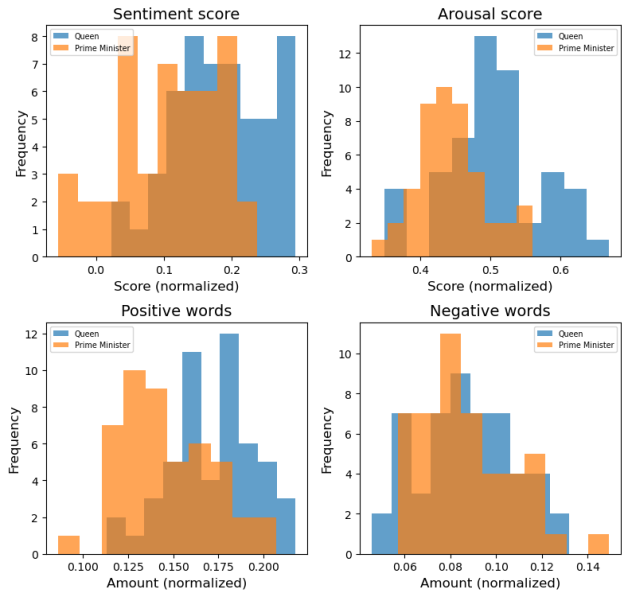 Sentiment score
Queen
Prime Minister
Frequency
8
7
6
5
4
3
2
1
0
0.0 0.1 0.2 0.3
Score (normalized)
Arousal score
Queen
Prime Minister
Frequency
12
10
8
6
4
2
0
0.4 0.5 0.6
Score (normalized)
Positive words
Queen
Prime Minister
Frequency
12
10
8
6
4
2
0
0.100 0.125 0.150 0.175 0.200
Amount (normalized)
Negative words
Queen
Prime Minister
Frequency
10
8
6
4
2
0
0.06 0.08 0.10 0.12 0.14
Amount (normalized)